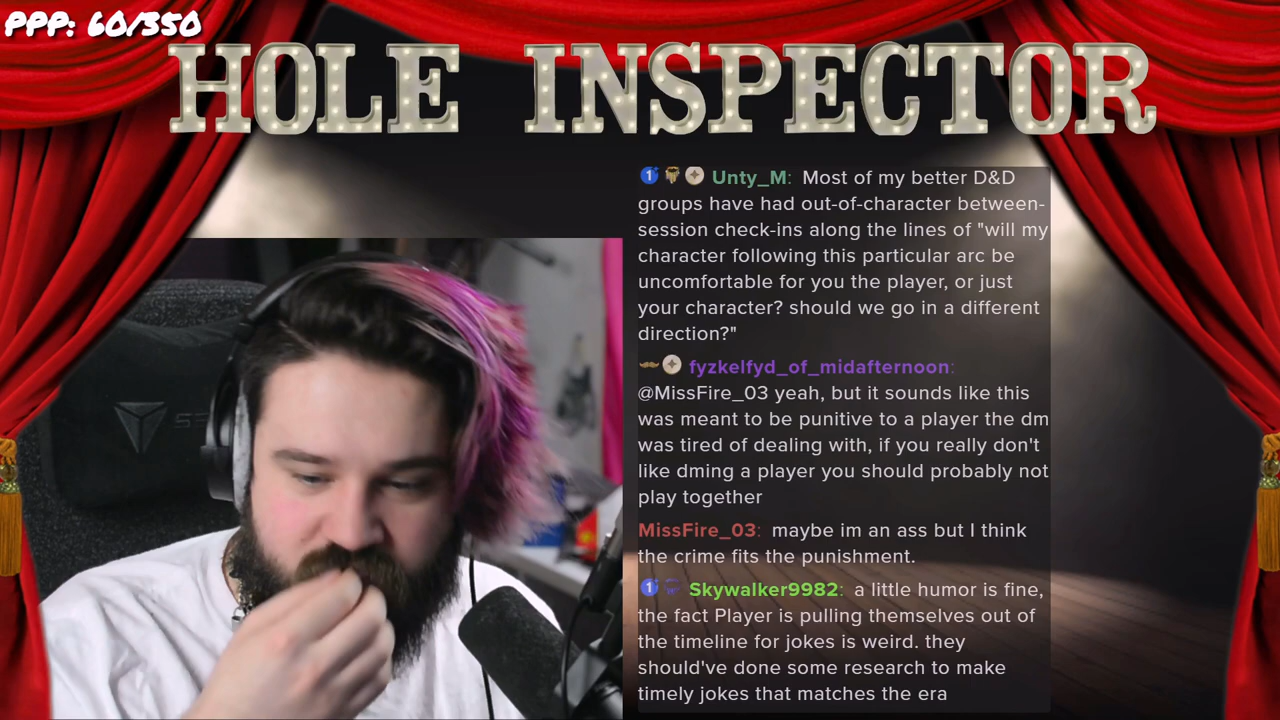 PPP: 60/350
HOLE INSPECTOR
Unty_M: Most of my better D&D
groups have had out-of-character between-
session check-ins along the lines of "will my
character following this particular arc be
uncomfortable for you the player, or just
your character? should we go in a different
direction?"
fyzkelfyd_of_midafternoon:
@MissFire_03 yeah, but it sounds like this
was meant to be punitive to a player the dm
was tired of dealing with, if you really don't
like dming a player you should probably not
play together
MissFire_03: maybe im an ass but I think
the crime fits the punishment.
Skywalker9982: a little humor is fine,
the fact Player is pulling themselves out of
the timeline for jokes is weird. they
should've done some research to make
timely jokes that matches the era